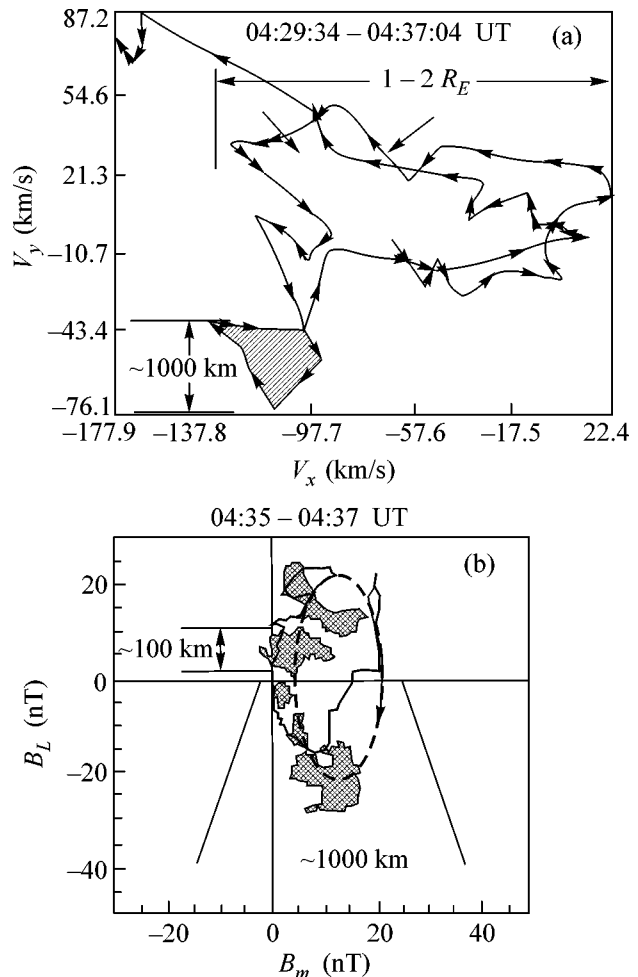 04:29:34 – 04:37:04 UT (a)
1 – 2 R_E
87.2
54.6
21.3
–10.7
–43.4
–76.1
V_y (km/s)
~1000 km
–177.9 –137.8 –97.7 –57.6 –17.5 22.4
V_x (km/s)
04:35 – 04:37 UT
(b)
20
0
–20
–40
B_L (nT)
~100 km
~1000 km
–20 0 20 40
B_m (nT)